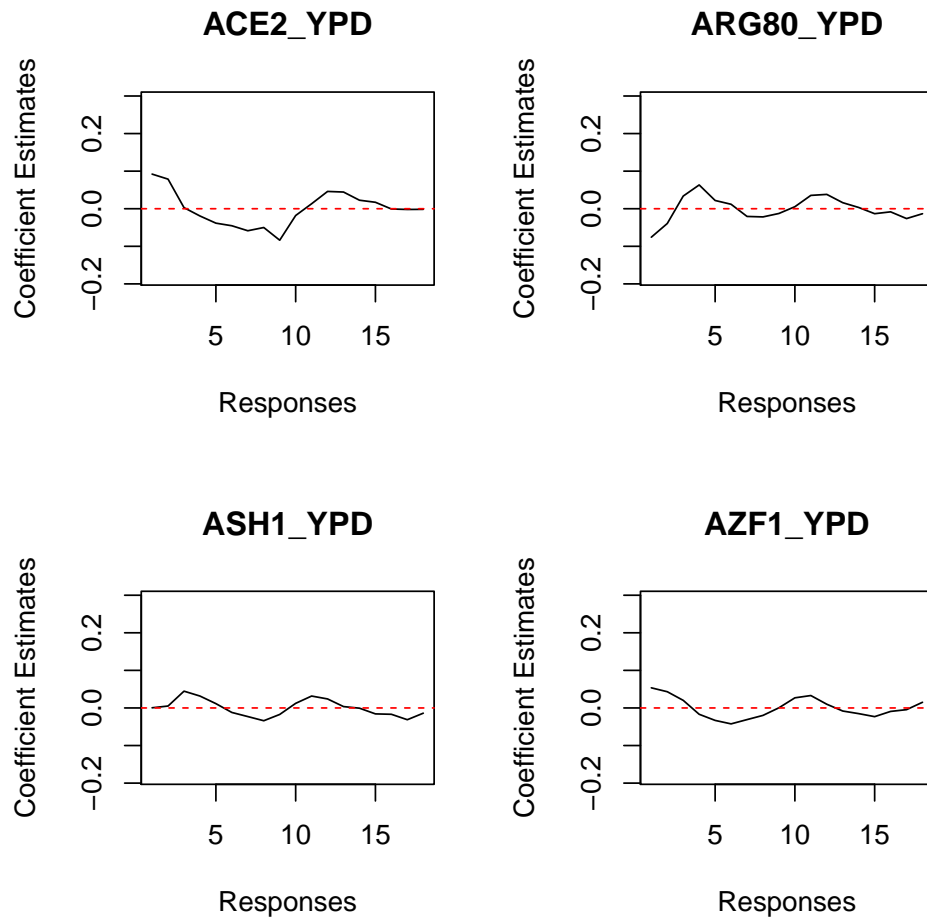 ACE2_YPD
Coefficient Estimates
0.2
0.0
−0.2
5 10 15
Responses
ARG80_YPD
Coefficient Estimates
0.2
0.0
−0.2
5 10 15
Responses
ASH1_YPD
Coefficient Estimates
0.2
0.0
−0.2
5 10 15
Responses
AZF1_YPD
Coefficient Estimates
0.2
0.0
−0.2
5 10 15
Responses